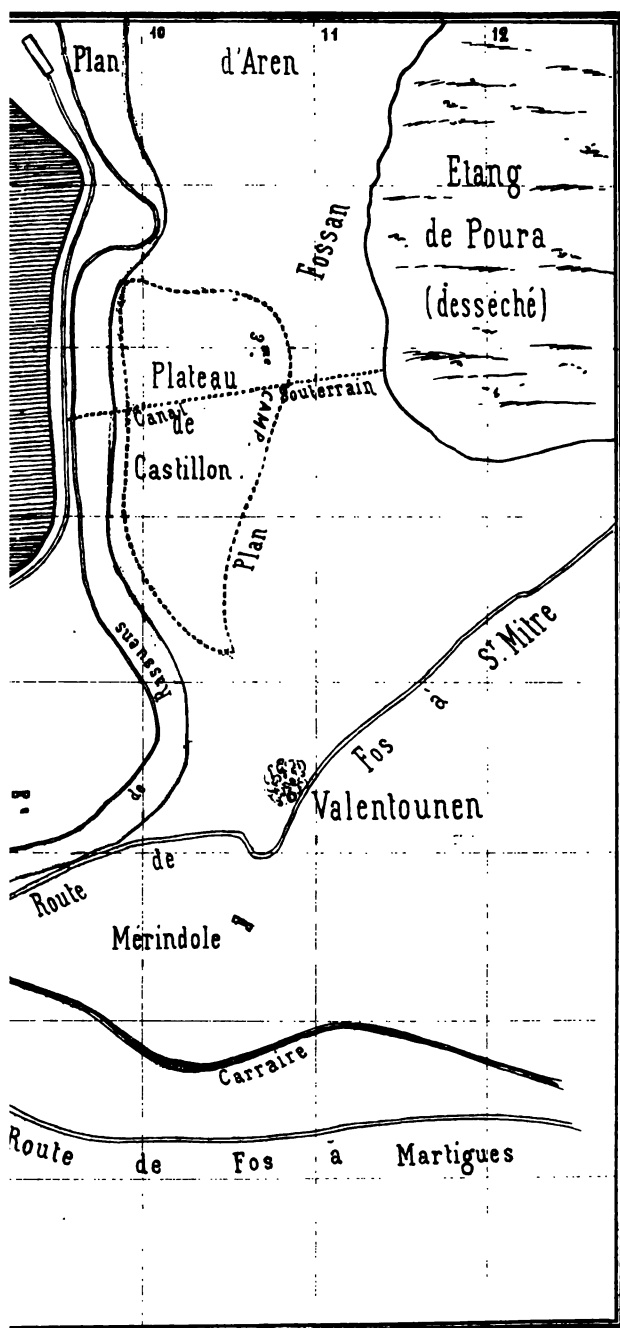 10 11 12
Plan d'Aren
Etang
de Poura
(desséché)
Fossan
3me CAMP
Plateau
Canal Souterrain
de
Castillon
Plan
Rassuens
de
Route de Fos à St Mitre
Valentounen
Mérindole
Carraire
Route de Fos à Martigues